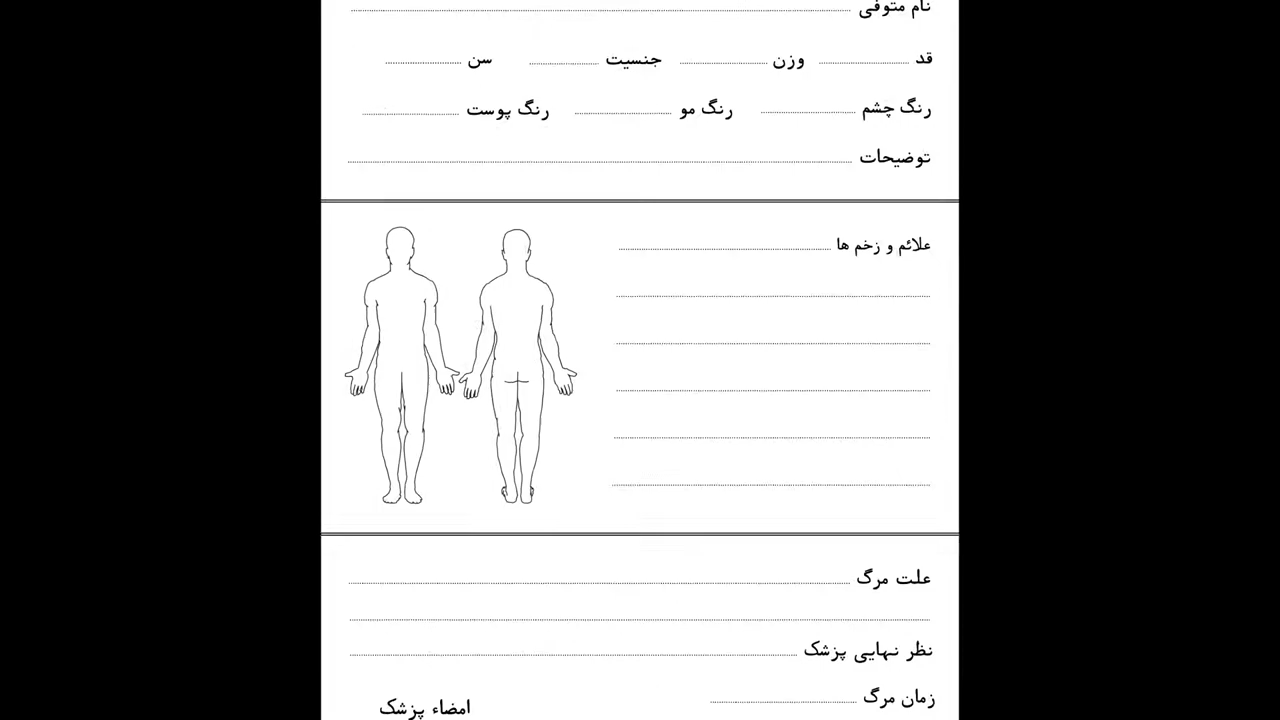 نام متوفی
قد وزن جنسیت سن
رنگ چشم رنگ مو رنگ پوست
توضیحات
علائم و زخم ها
علت مرگ
نظر نهایی پزشک
زمان مرگ امضاء پزشک